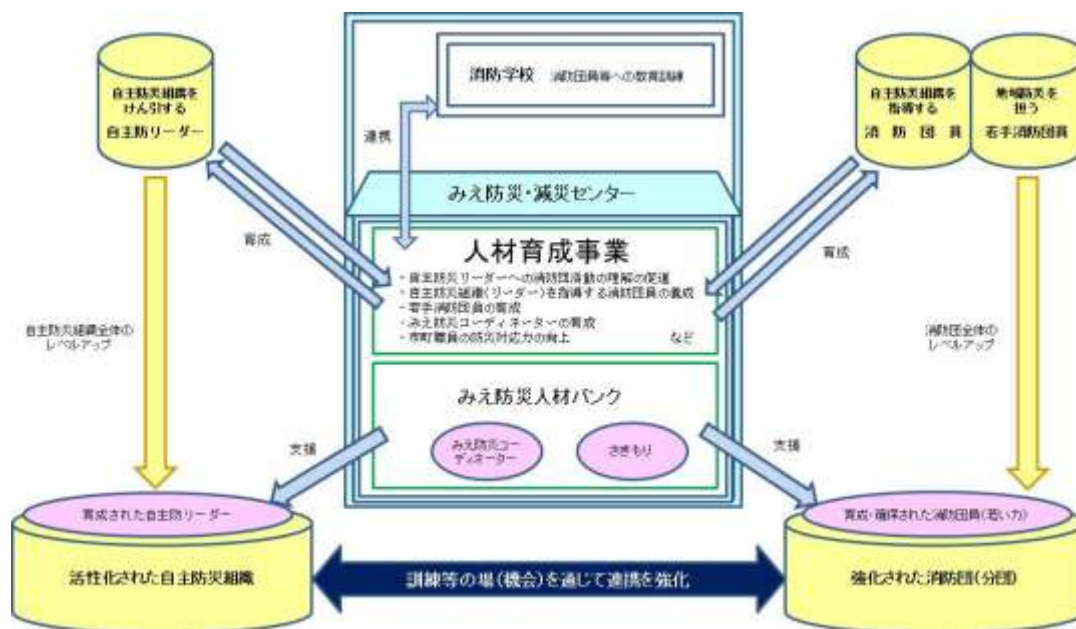 消防学校 消防団員等への教育訓練
自主防災組織を
けん引する
自主防リーダー
自主防災組織を
指導する
消防団員
地域防災を
担う
若手消防団員
連携
みえ防災・減災センター
育成
育成
人材育成事業
・自主防災リーダーへの消防団活動の理解の促進
・自主防災組織(リーダー)を指導する消防団員の養成
・若手消防団員の育成
・みえ防災コーディネーターの育成
・市町職員の防災対応力の向上 など
自主防災組織全体の
レベルアップ
消防団全体の
レベルアップ
みえ防災人材バンク
みえ防災コー
ディネーター
さきもり
支援
支援
育成された自主防リーダー
活性化された自主防災組織
訓練等の場(機会)を通じて連携を強化
育成・確保された消防団員(若い力)
強化された消防団(分団)